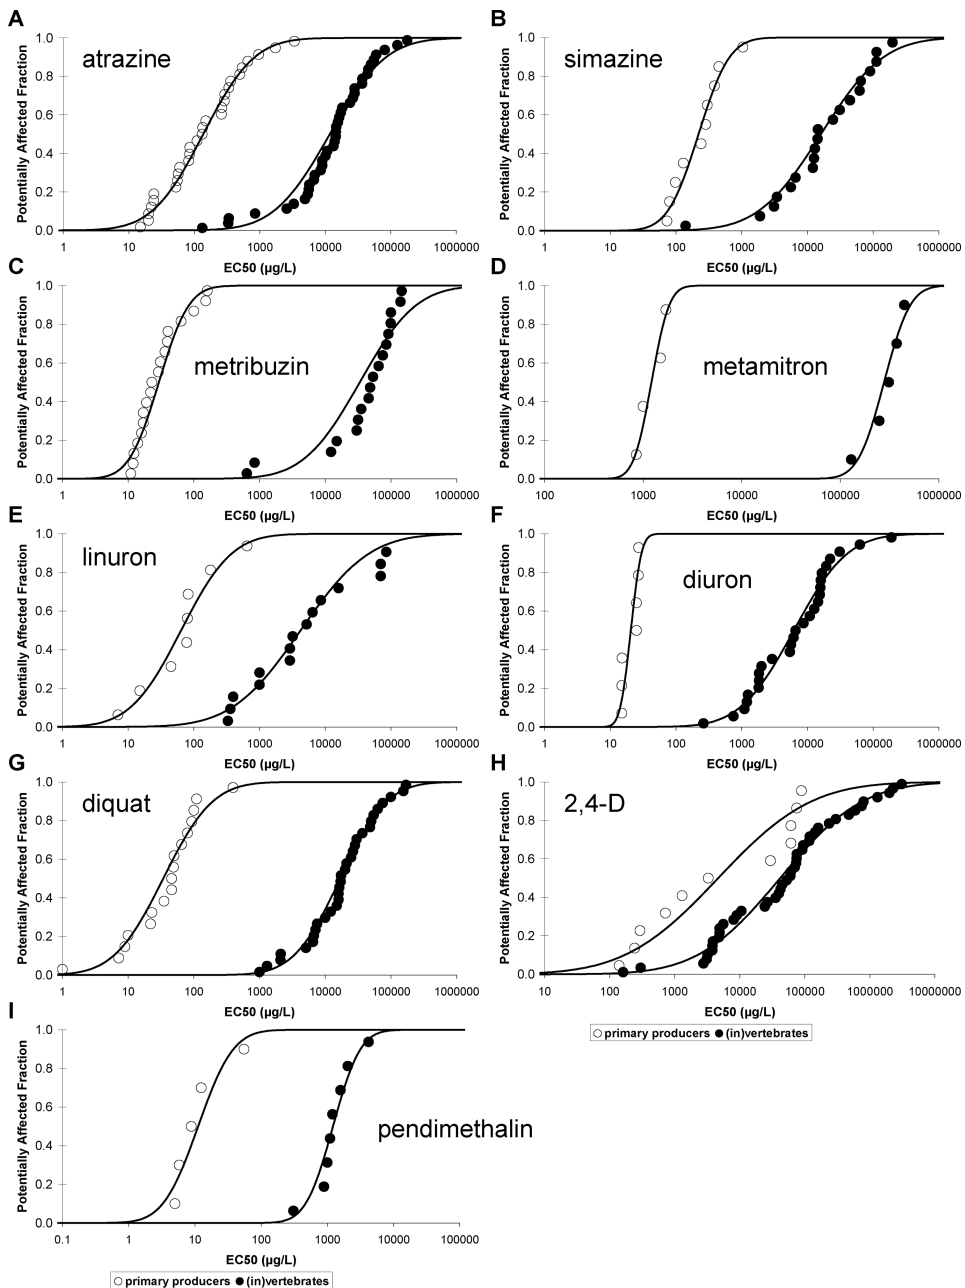 A
B
atrazine
simazine
Potentially Affected Fraction
1.0
0.8
0.6
0.4
0.2
0.0
1 10 100 1000 10000 100000 1000000
EC50 (µg/L)
Potentially Affected Fraction
1.0
0.8
0.6
0.4
0.2
0.0
1 10 100 1000 10000 100000 1000000
EC50 (µg/L)
C
D
metribuzin
metamitron
Potentially Affected Fraction
1.0
0.8
0.6
0.4
0.2
0.0
1 10 100 1000 10000 100000 1000000
EC50 (µg/L)
Potentially Affected Fraction
1.0
0.8
0.6
0.4
0.2
0.0
100 1000 10000 100000 1000000
EC50 (µg/L)
E
F
linuron
diuron
Potentially Affected Fraction
1.0
0.8
0.6
0.4
0.2
0.0
1 10 100 1000 10000 100000 1000000
EC50 (µg/L)
Potentially Affected Fraction
1.0
0.8
0.6
0.4
0.2
0.0
1 10 100 1000 10000 100000 1000000
EC50 (µg/L)
G
H
diquat
2,4-D
Potentially Affected Fraction
1.0
0.8
0.6
0.4
0.2
0.0
1 10 100 1000 10000 100000 1000000
EC50 (µg/L)
Potentially Affected Fraction
1.0
0.8
0.6
0.4
0.2
0.0
10 100 1000 10000 100000 1000000 10000000
EC50 (µg/L)
primary producers (in)vertebrates
I
pendimethalin
Potentially Affected Fraction
1.0
0.8
0.6
0.4
0.2
0.0
0.1 1 10 100 1000 10000 100000
EC50 (µg/L)
primary producers (in)vertebrates